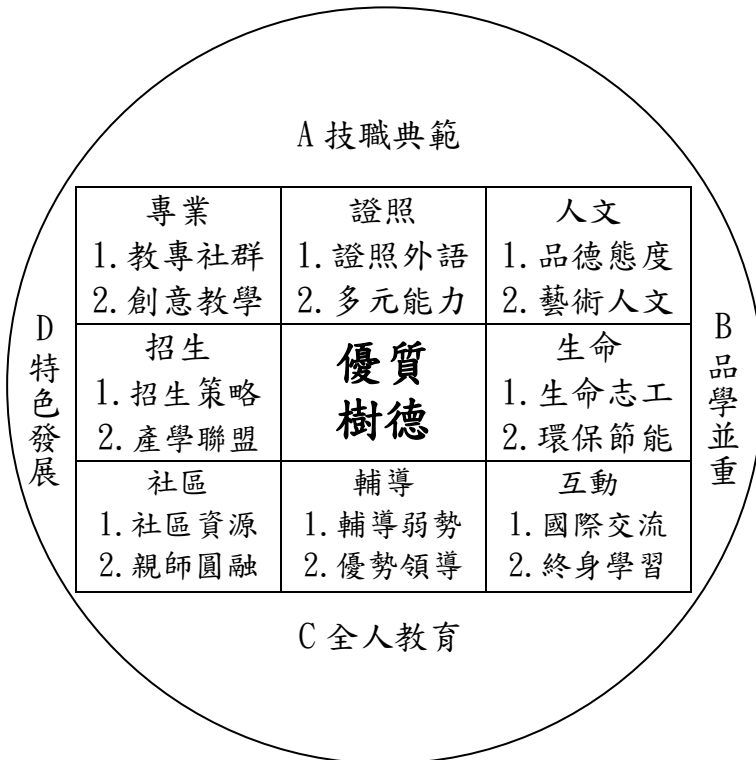 A 技職典範
專業
1.教專社群
2.創意教學
證照
1.證照外語
2.多元能力
人文
1.品德態度
2.藝術人文
D
特
色
發
展
招生
1.招生策略
2.產學聯盟
優質
樹德
生命
1.生命志工
2.環保節能
B
品
學
並
重
社區
1.社區資源
2.親師圓融
輔導
1.輔導弱勢
2.優勢領導
互動
1.國際交流
2.終身學習
C 全人教育